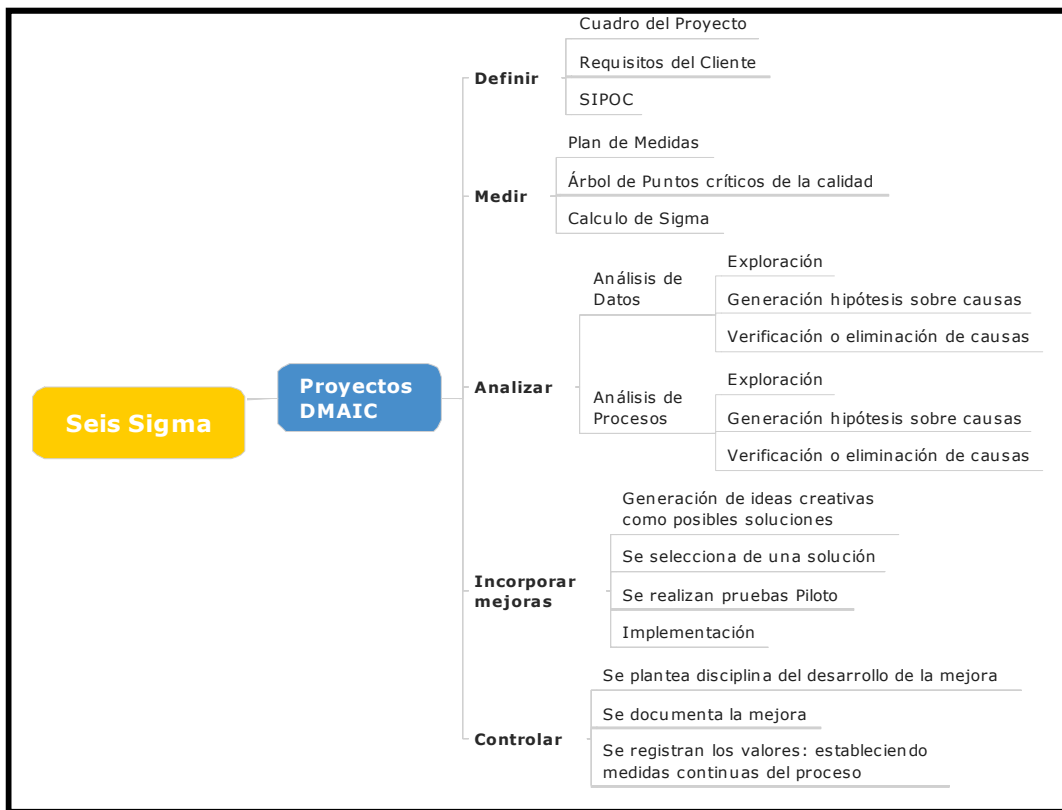 Seis Sigma
Proyectos
DMAIC
Definir
Cuadro del Proyecto
Requisitos del Cliente
SIPOC
Medir
Plan de Medidas
Árbol de Puntos críticos de la calidad
Calculo de Sigma
Analizar
Análisis de
Datos
Exploración
Generación hipótesis sobre causas
Verificación o eliminación de causas
Análisis de
Procesos
Exploración
Generación hipótesis sobre causas
Verificación o eliminación de causas
Incorporar
mejoras
Generación de ideas creativas
como posibles soluciones
Se selecciona de una solución
Se realizan pruebas Piloto
Implementación
Controlar
Se plantea disciplina del desarrollo de la mejora
Se documenta la mejora
Se registran los valores: estableciendo
medidas continuas del proceso